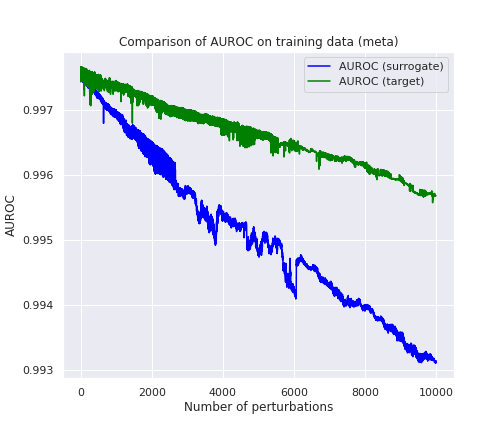 Comparison of AUROC on training data (meta)
AUROC (surrogate)
AUROC (target)
0.997
0.996
0.995
0.994
0.993
AUROC
0
2000
4000
6000
8000
10000
Number of perturbations